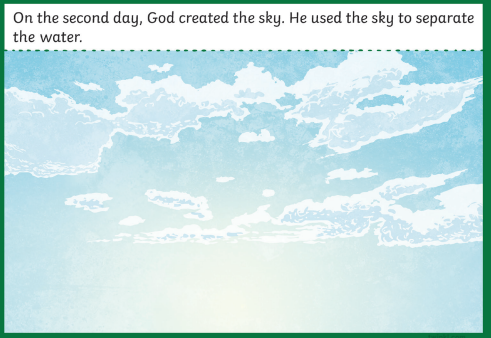 On the second day, God created the sky. He used the sky to separate
the water.